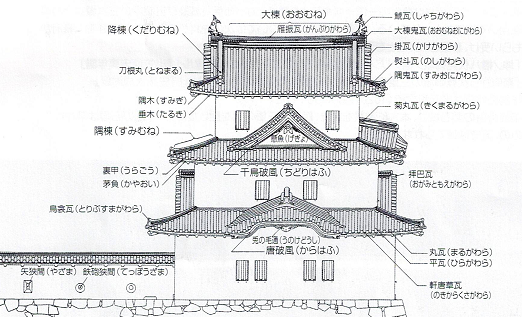 大棟(おおむね)
雁振瓦(がんぶりがわら)
降棟(くだりむね)
刀根丸(とねまる)
隅木(すみぎ)
垂木(たるき)
隅棟(すみむね)
裏甲(うらごう)
茅負(かやおい)
鳥衾瓦(とりぶすまがわら)
矢狭間(やざま)
鉄砲狭間(てっぽうざま)
懸魚(げぎょ)
千鳥破風(ちどりはふ)
兎の毛通(うのけどうし)
唐破風(からはふ)
鯱瓦(しゃちがわら)
大棟鬼瓦(おおむねおにがわら)
掛瓦(かけがわら)
熨斗瓦(のしがわら)
隅鬼瓦(すみおにがわら)
菊丸瓦(きくまるがわら)
拝巴瓦
(おがみともえがわら)
丸瓦(まるがわら)
平瓦(ひらがわら)
軒唐草瓦
(のきからくさがわら)